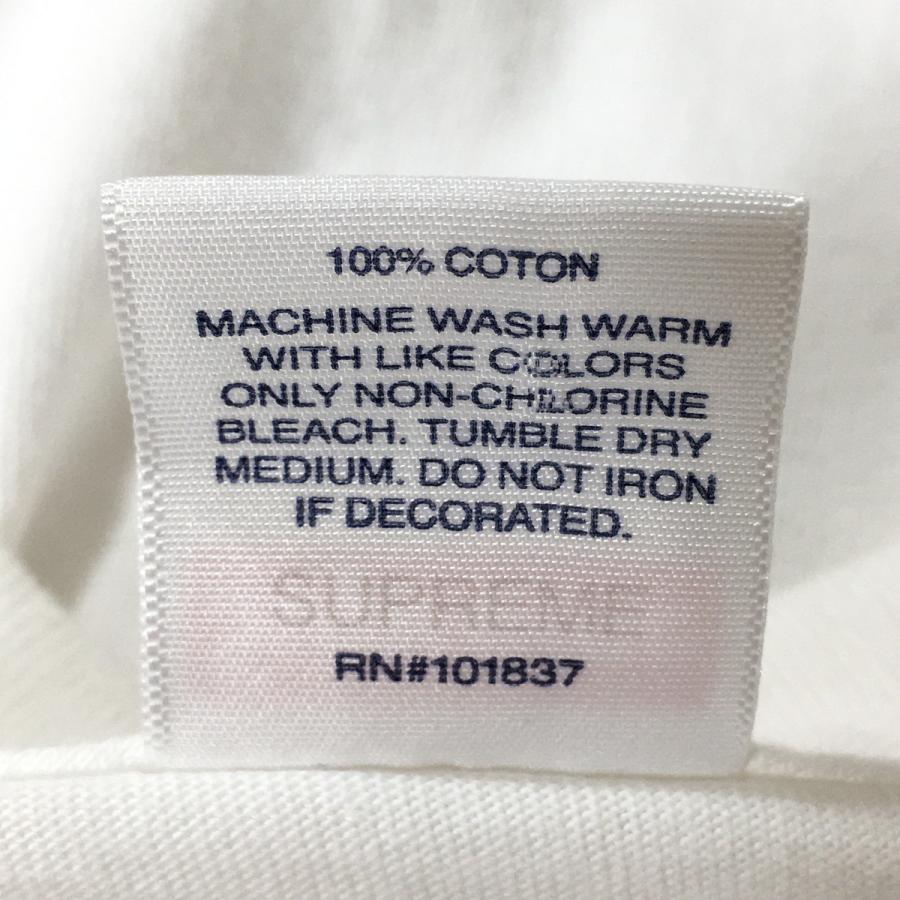 100% COTON
MACHINE WASH WARM
WITH LIKE COLORS
ONLY NON-CHLORINE
BLEACH. TUMBLE DRY
MEDIUM. DO NOT IRON
IF DECORATED.
SUPREME
RN#101837